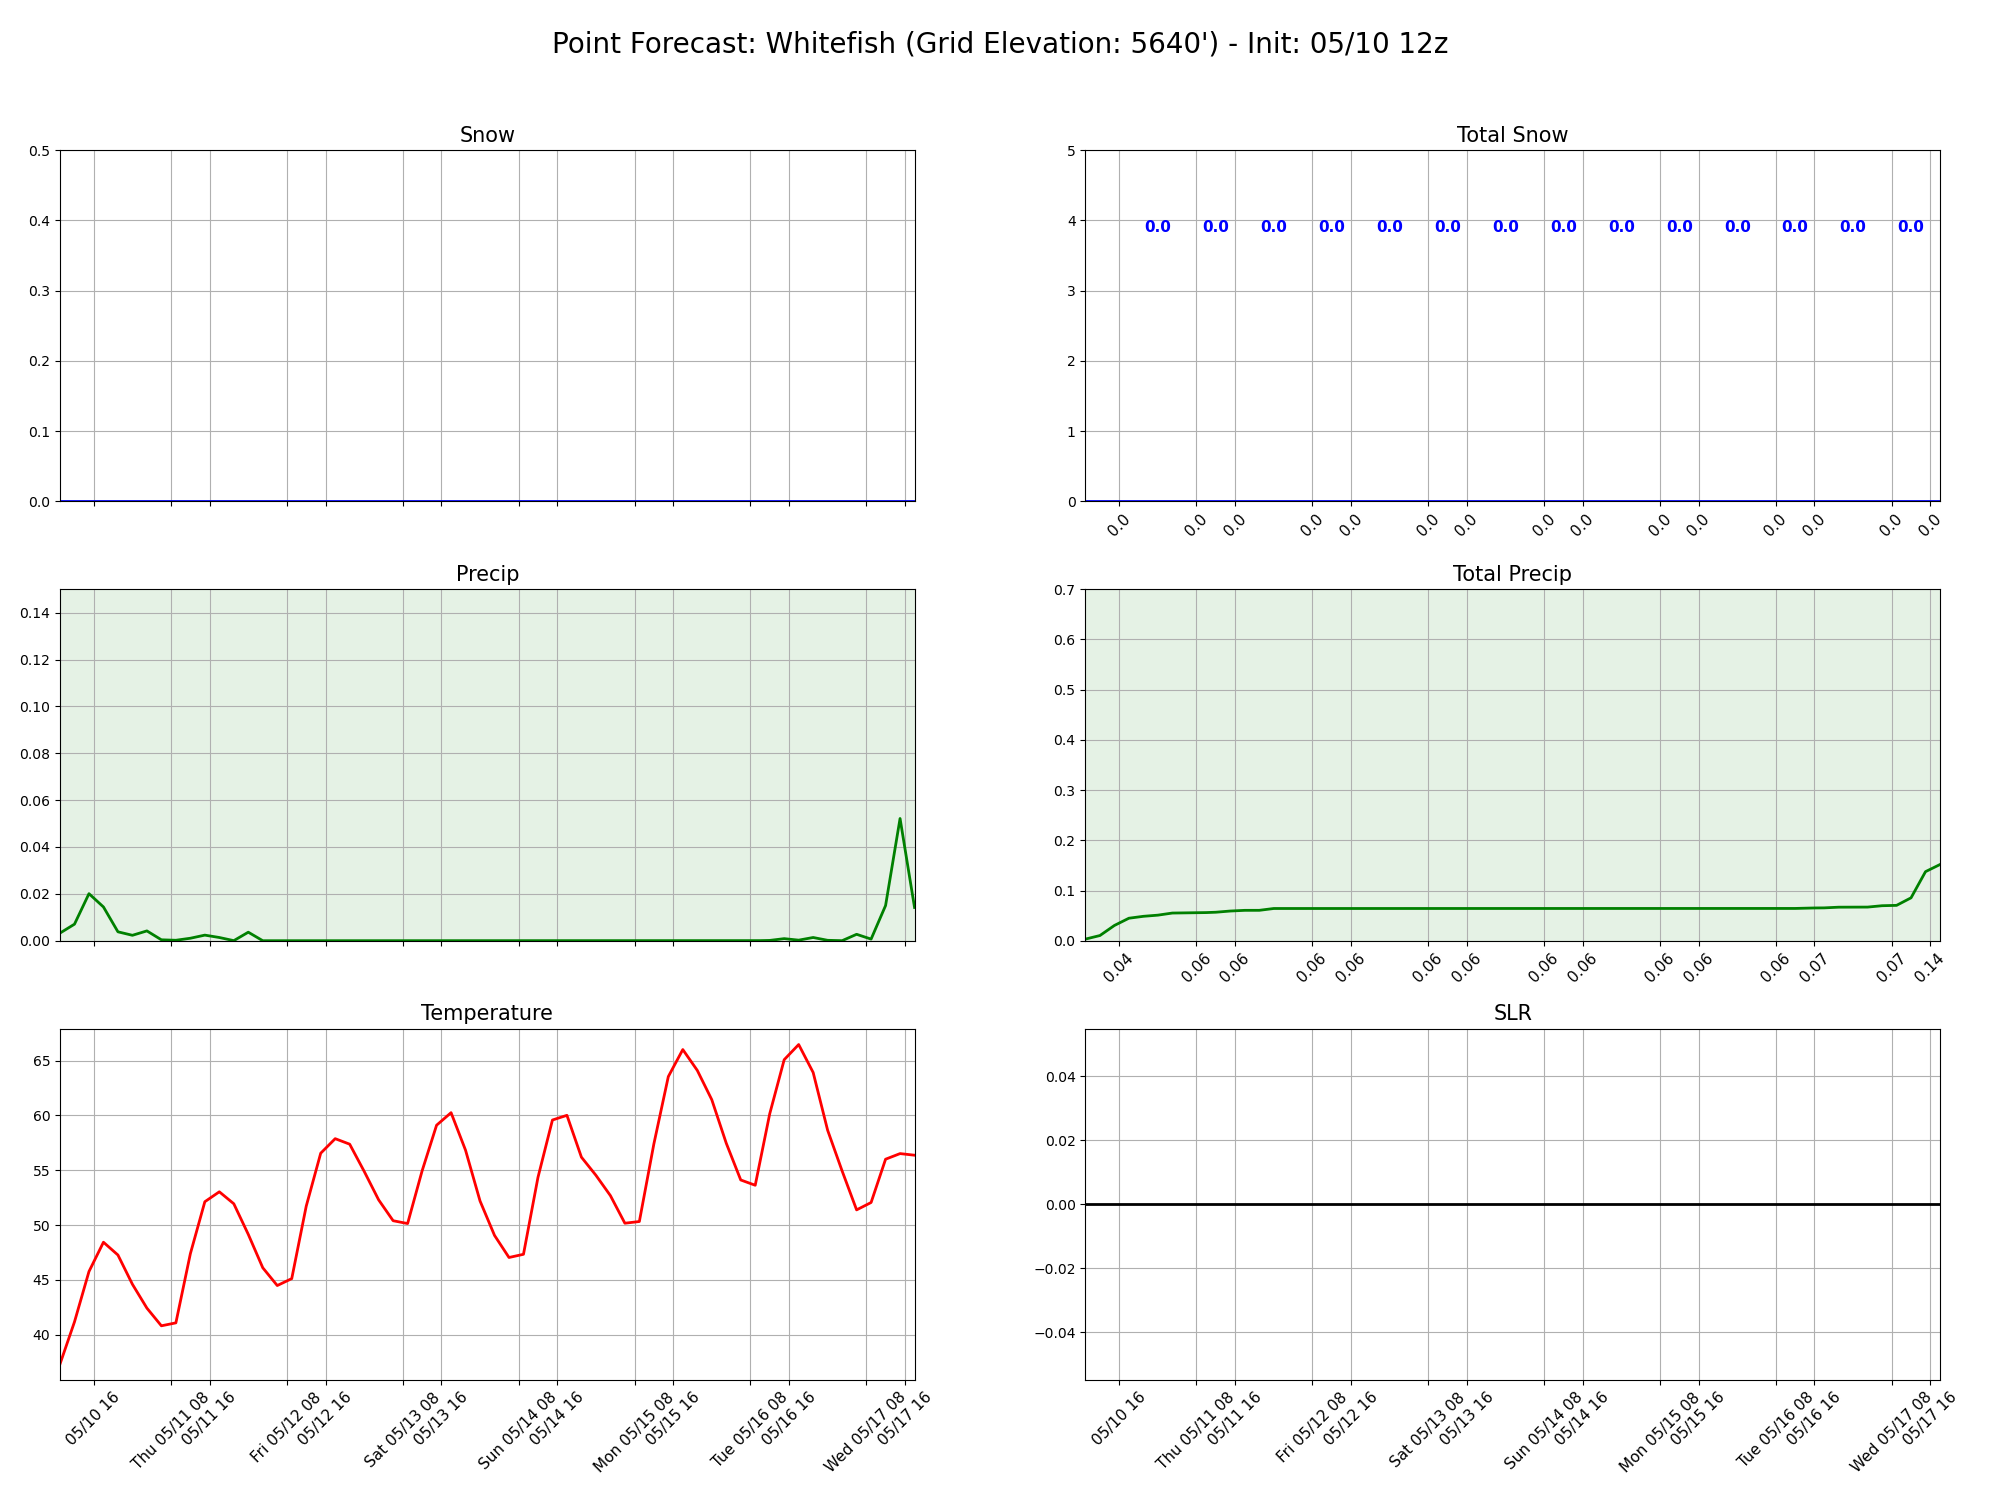 Point Forecast: Whitefish (Grid Elevation: 5640') - Init: 05/10 12z
Snow
0.5
0.4
0.3
0.2
0.1
0.0
Total Snow
5
4
3
2
1
0
0.0 0.0 0.0 0.0 0.0 0.0 0.0 0.0 0.0 0.0 0.0 0.0 0.0 0.0
0.0 0.0 0.0 0.0 0.0 0.0 0.0 0.0 0.0 0.0 0.0 0.0 0.0 0.0 0.0
Precip
0.14
0.12
0.10
0.08
0.06
0.04
0.02
0.00
Total Precip
0.7
0.6
0.5
0.4
0.3
0.2
0.1
0.0
0.04 0.06 0.06 0.06 0.06 0.06 0.06 0.06 0.06 0.06 0.06 0.06 0.07 0.07 0.14
Temperature
65
60
55
50
45
40
05/10 16
Thu 05/11 08
05/11 16
Fri 05/12 08
05/12 16
Sat 05/13 08
05/13 16
Sun 05/14 08
05/14 16
Mon 05/15 08
05/15 16
Tue 05/16 08
05/16 16
Wed 05/17 08
05/17 16
SLR
0.04
0.02
0.00
−0.02
−0.04
05/10 16
Thu 05/11 08
05/11 16
Fri 05/12 08
05/12 16
Sat 05/13 08
05/13 16
Sun 05/14 08
05/14 16
Mon 05/15 08
05/15 16
Tue 05/16 08
05/16 16
Wed 05/17 08
05/17 16